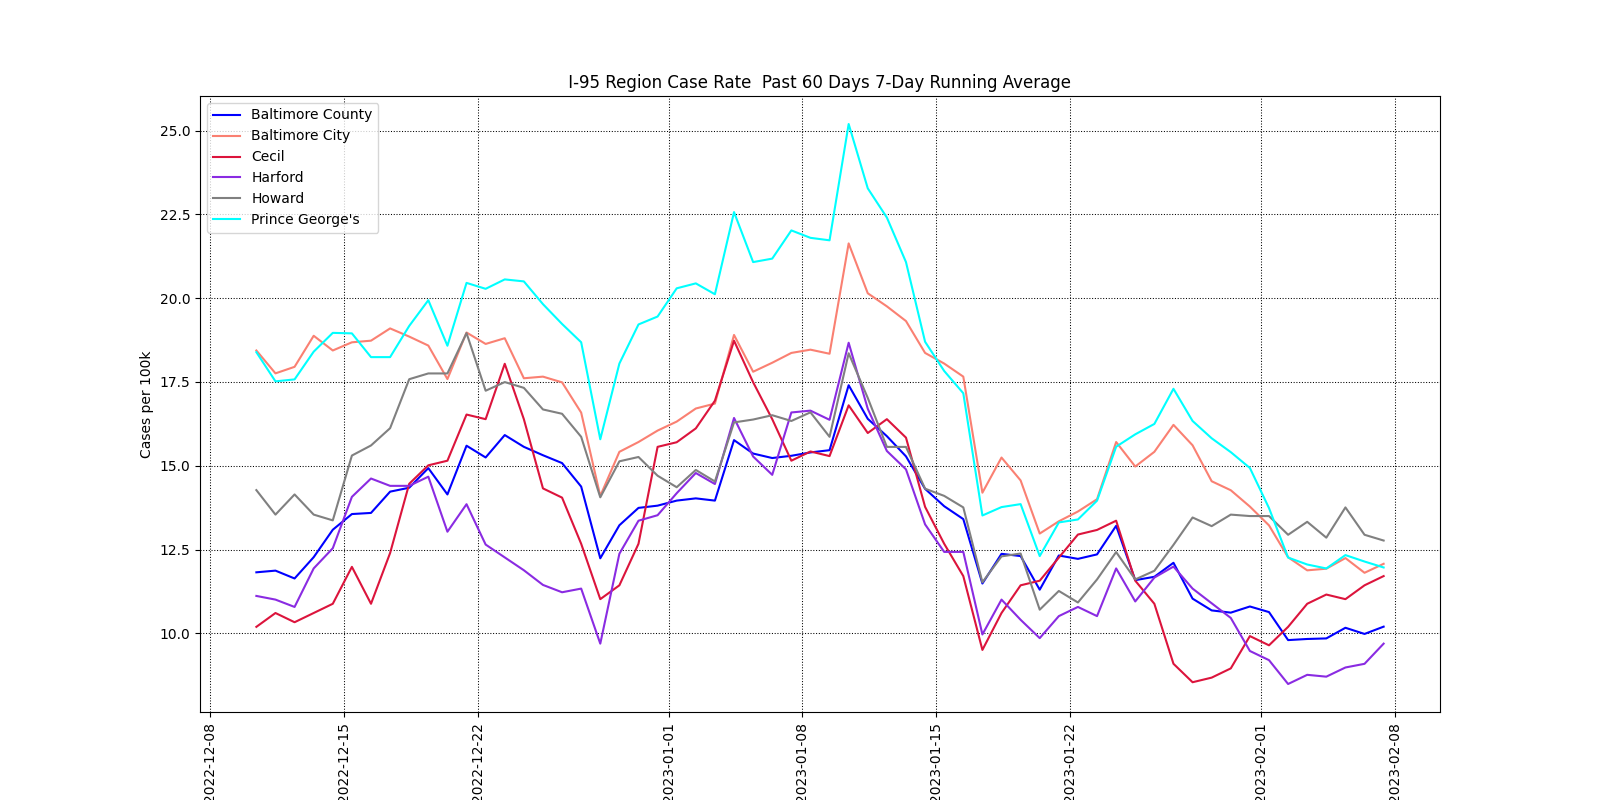 I-95 Region Case Rate  Past 60 Days 7-Day Running Average
Baltimore County
Baltimore City
Cecil
Harford
Howard
Prince George's
25.0
22.5
20.0
17.5
15.0
12.5
10.0
Cases per 100k
2022-12-08
2022-12-15
2022-12-22
2023-01-01
2023-01-08
2023-01-15
2023-01-22
2023-02-01
2023-02-08